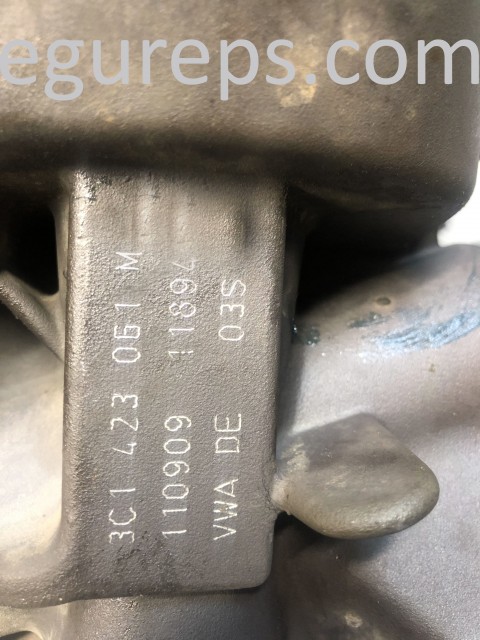 egureps.com
3C1 423 061 M
110909 11894
VWA DE 03S